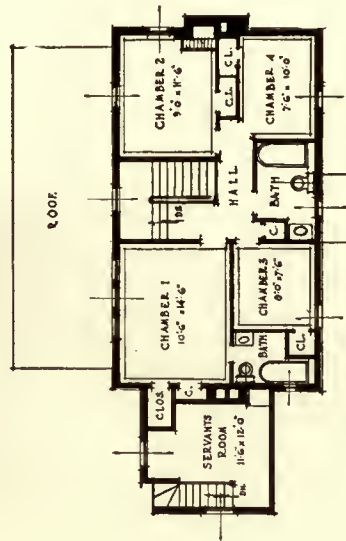 ROOF.
CHAMBER 2
9'·0" × 11'·6"
CL.
CL.
CHAMBER 4
7'·6" × 10'·0"
DN.
HALL
BATH
C.
CHAMBER 1
10'·6" × 14'·6"
CHAMBER 3
8'·0" × 7'·6"
CLOS.
C.
BATH
CL.
SERVANTS
ROOM
11'·6 × 12'·0"
DN.